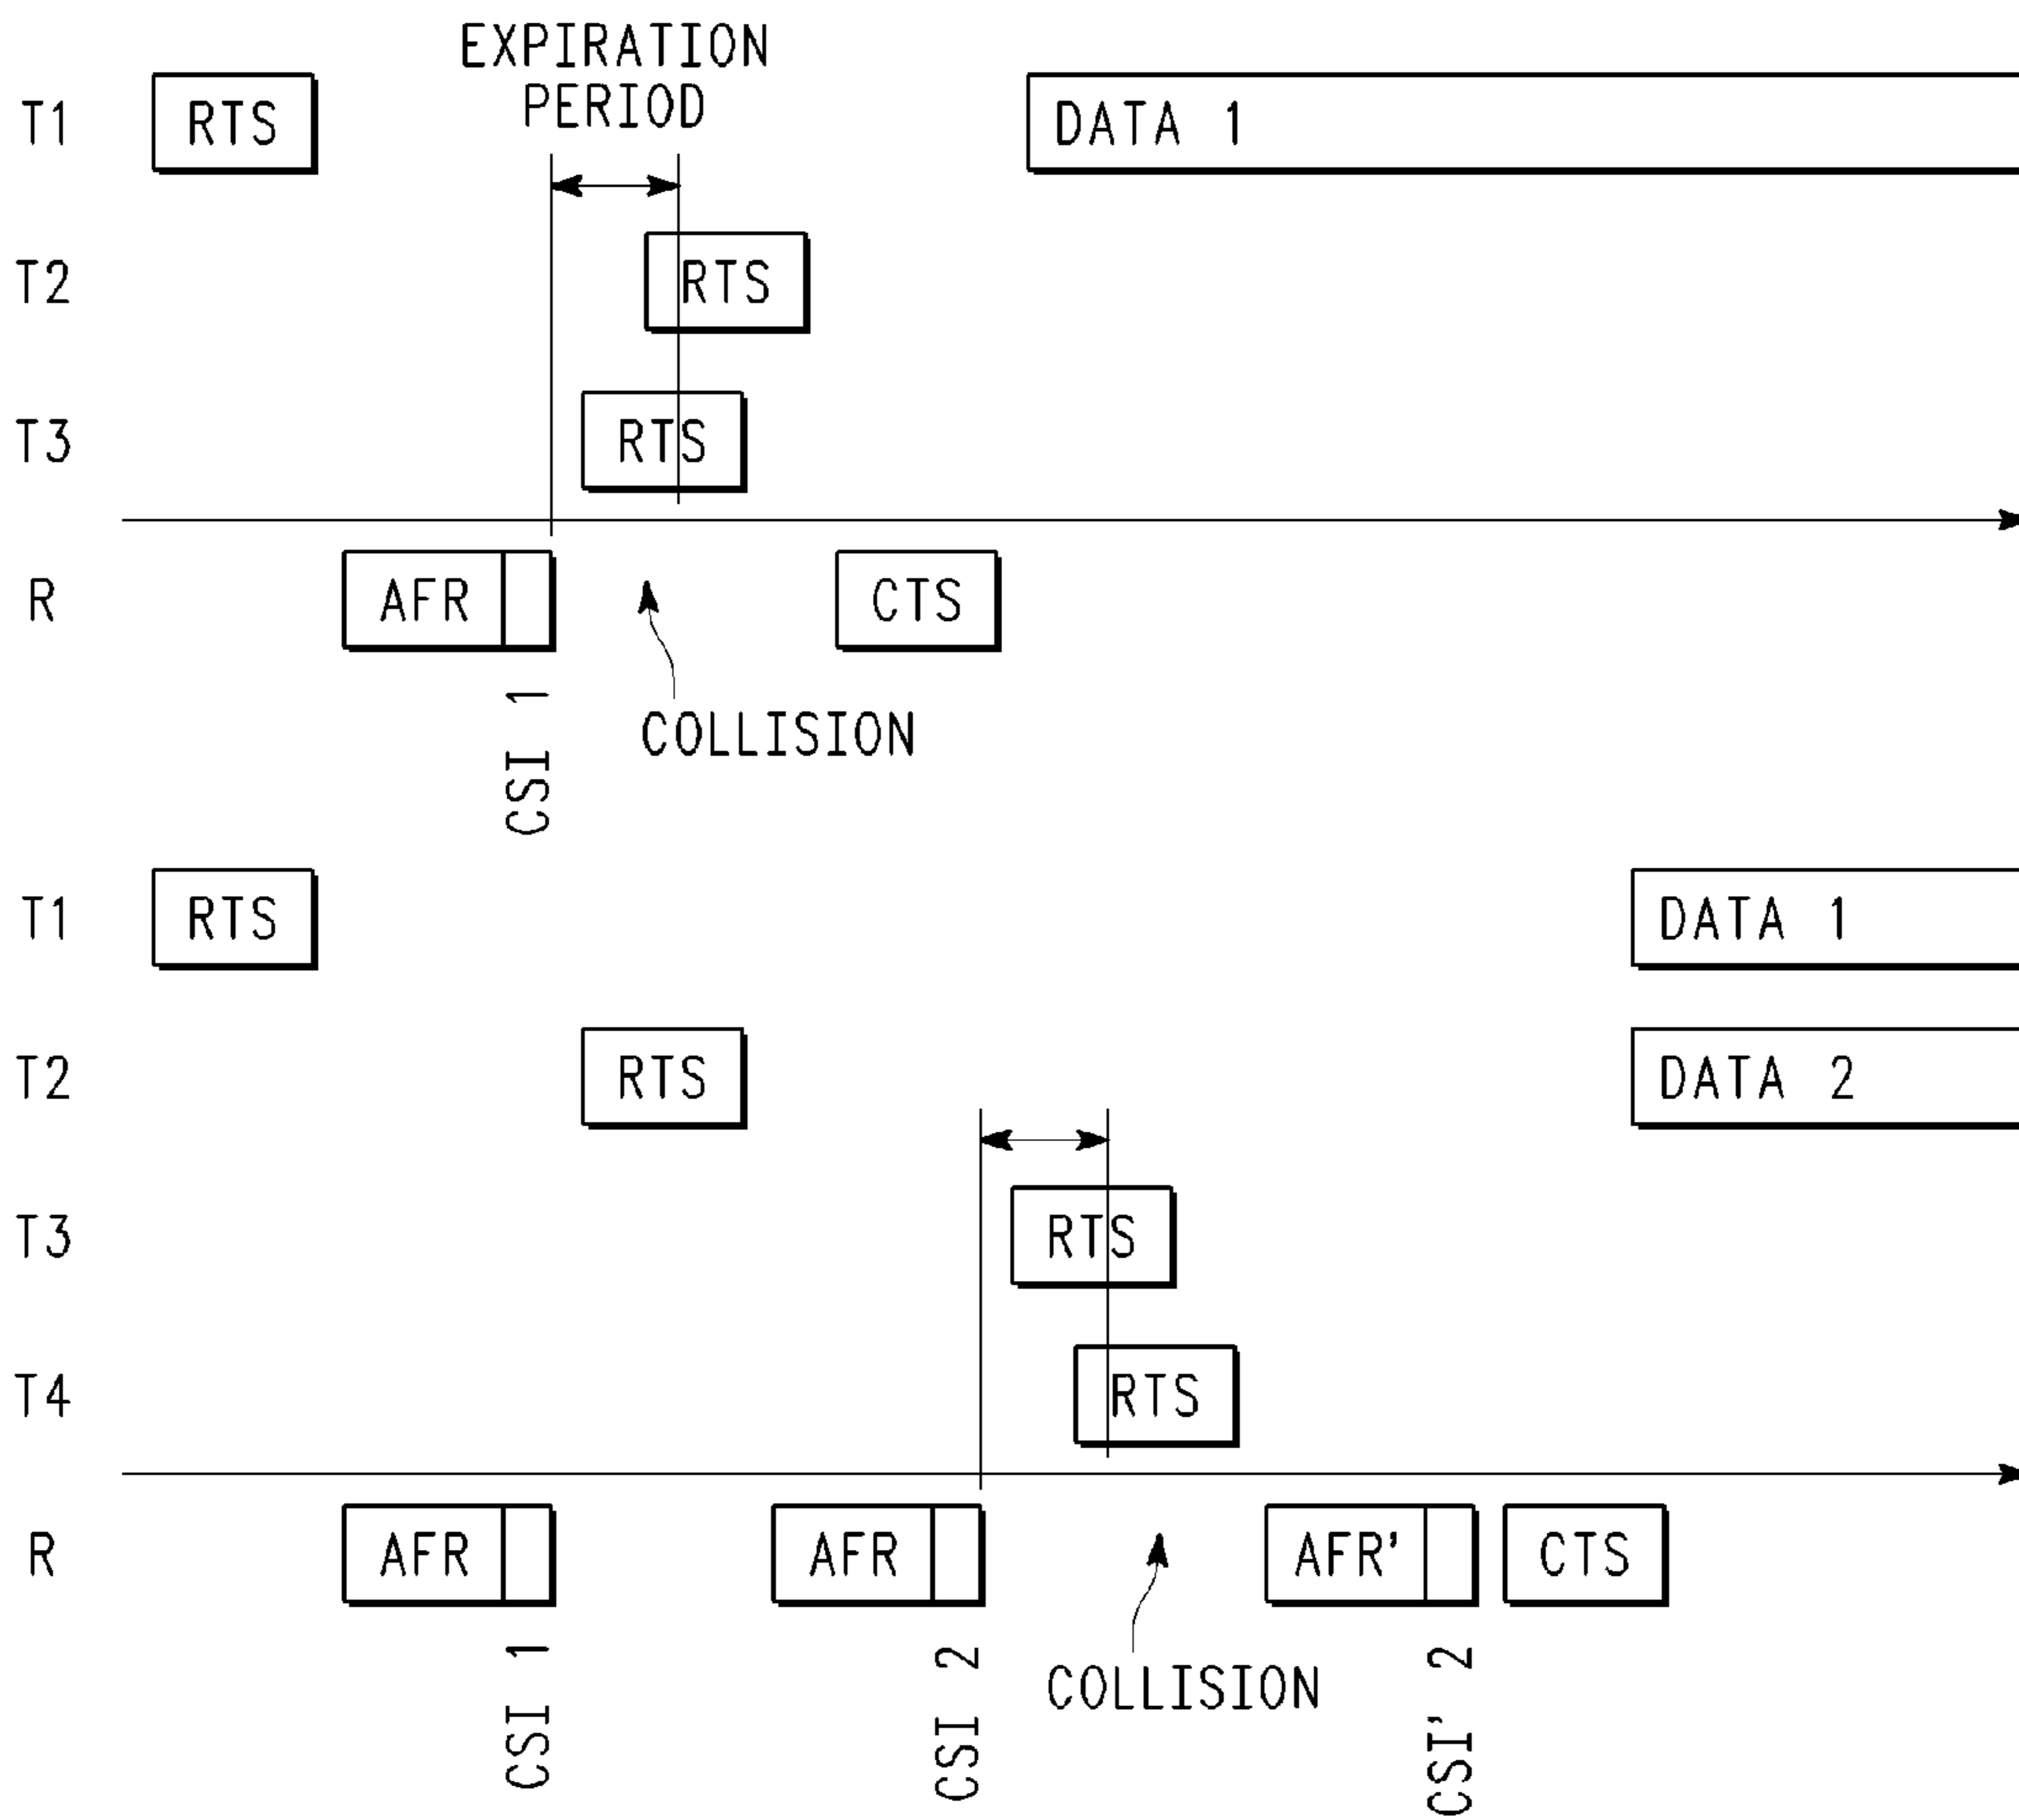 EXPIRATION
PERIOD
T1 RTS DATA 1
T2 RTS
T3 RTS
R AFR CTS
CSI 1
COLLISION
T1 RTS DATA 1
T2 RTS DATA 2
T3 RTS
T4 RTS
R AFR AFR AFR' CTS
CSI 1
CSI 2
COLLISION
CSI' 2